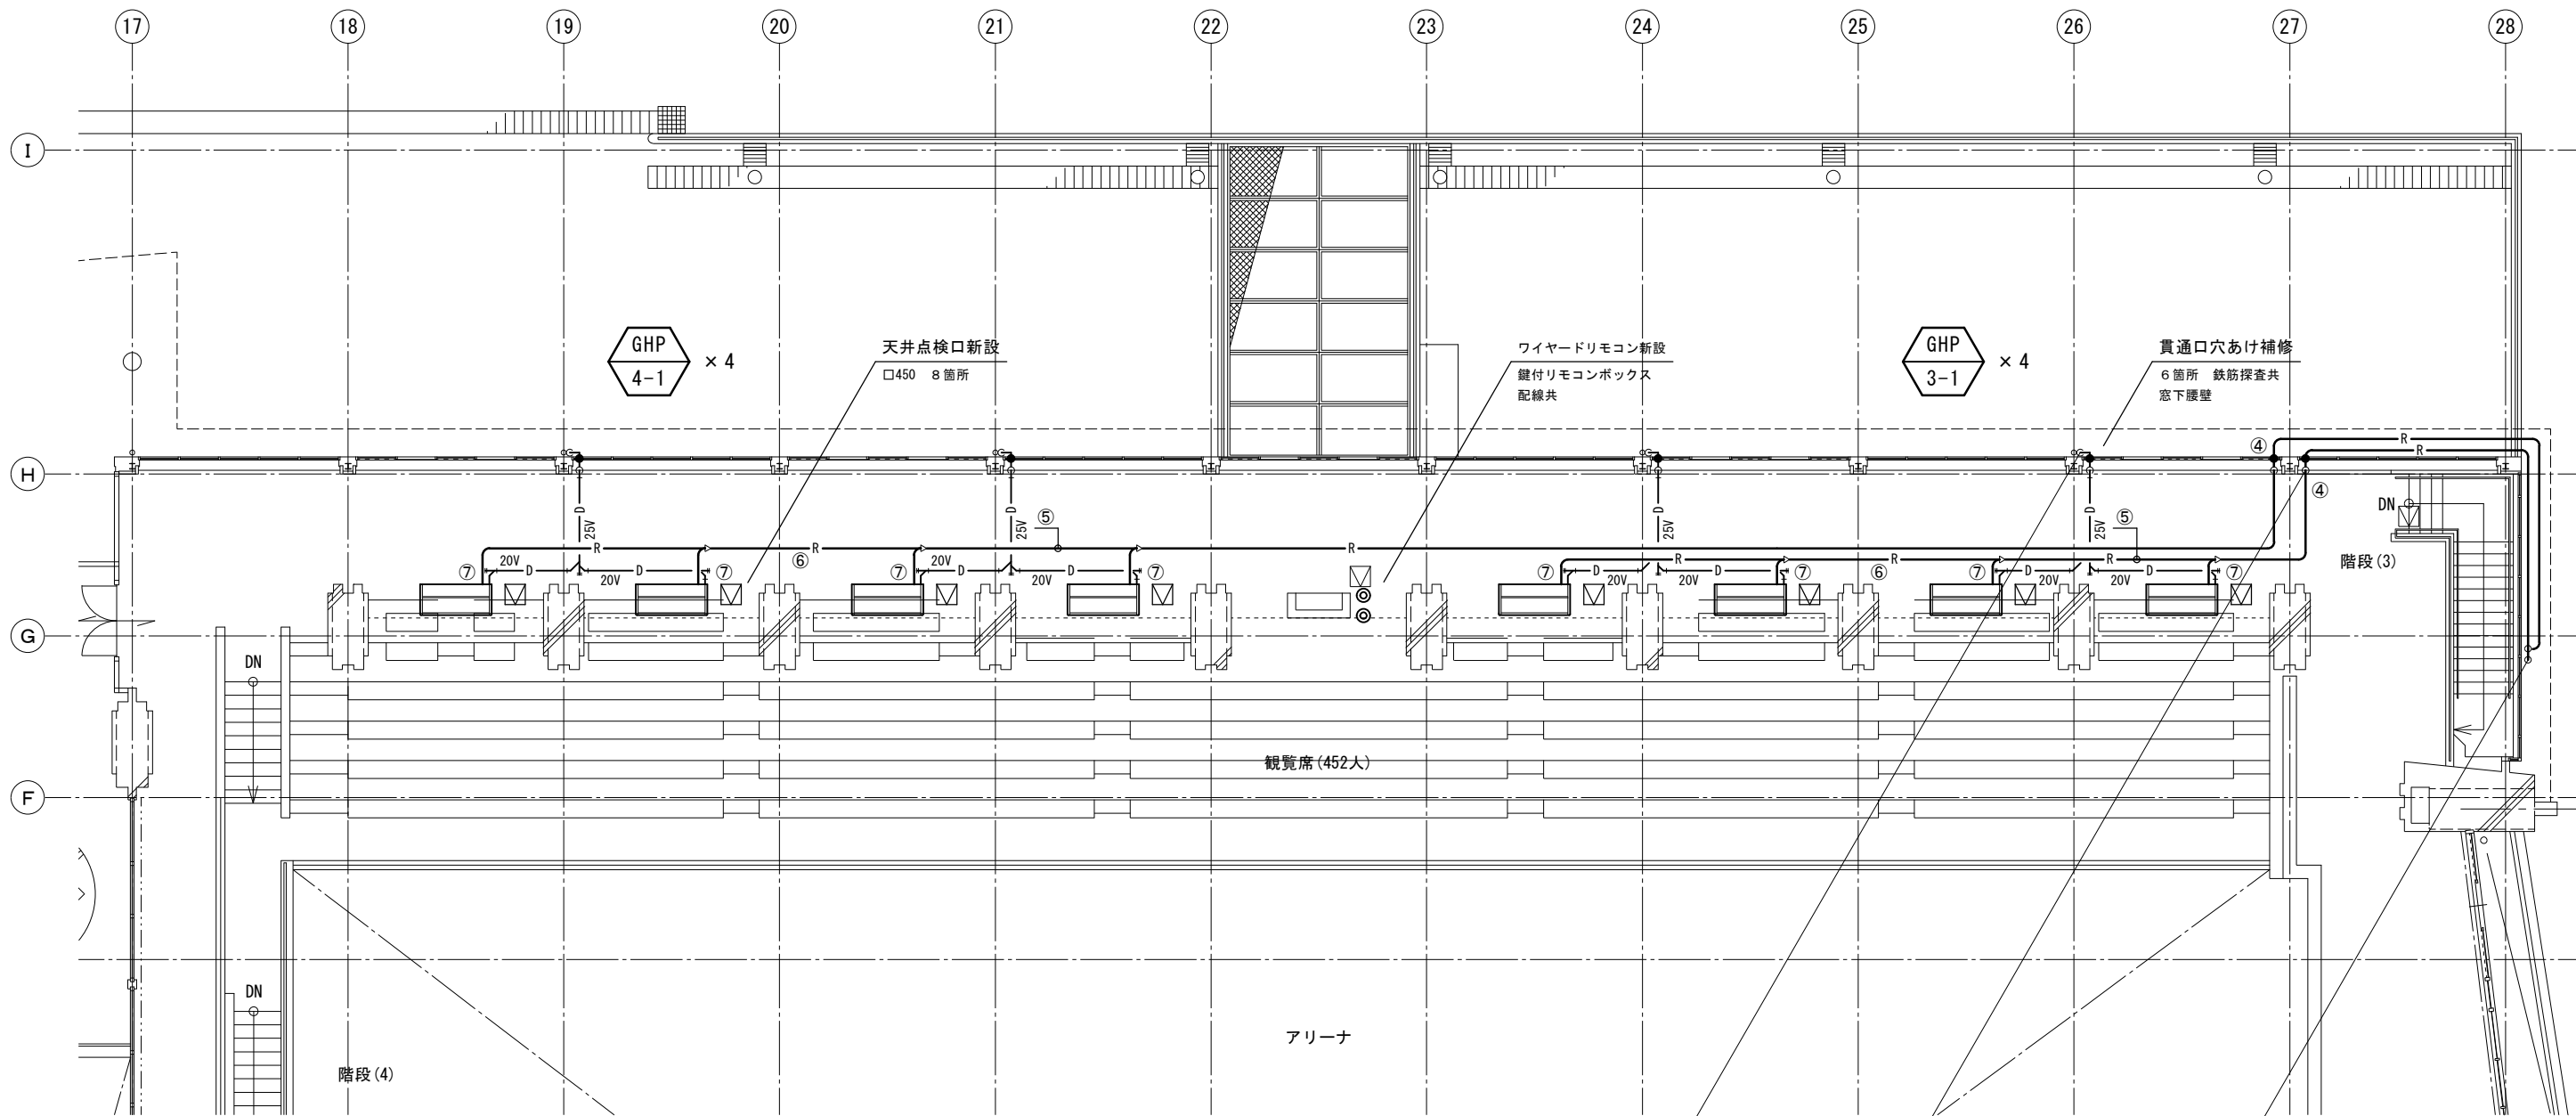 17 18 19 20 21 22 23 24 25 26 27 28
I
GHP
4-1
× 4
天井点検口新設
□450 8箇所
ワイヤードリモコン新設
鍵付リモコンボックス
配線共
GHP
3-1
× 4
貫通口穴あけ補修
6箇所 鉄筋探査共
窓下腰壁
④ R
R
H
④
D 25V D 25V ⑤ D 25V D 25V ⑤ DN
R R R
20V ⑥ 20V R R R 階段(3)
⑦ D D ⑦ ⑦ D D ⑦ ⑦ D D ⑦ ⑥ ⑦ D D ⑦
20V 20V 20V 20V 20V 20V
G
DN
観覧席(452人)
F
DN
アリーナ
階段(4)